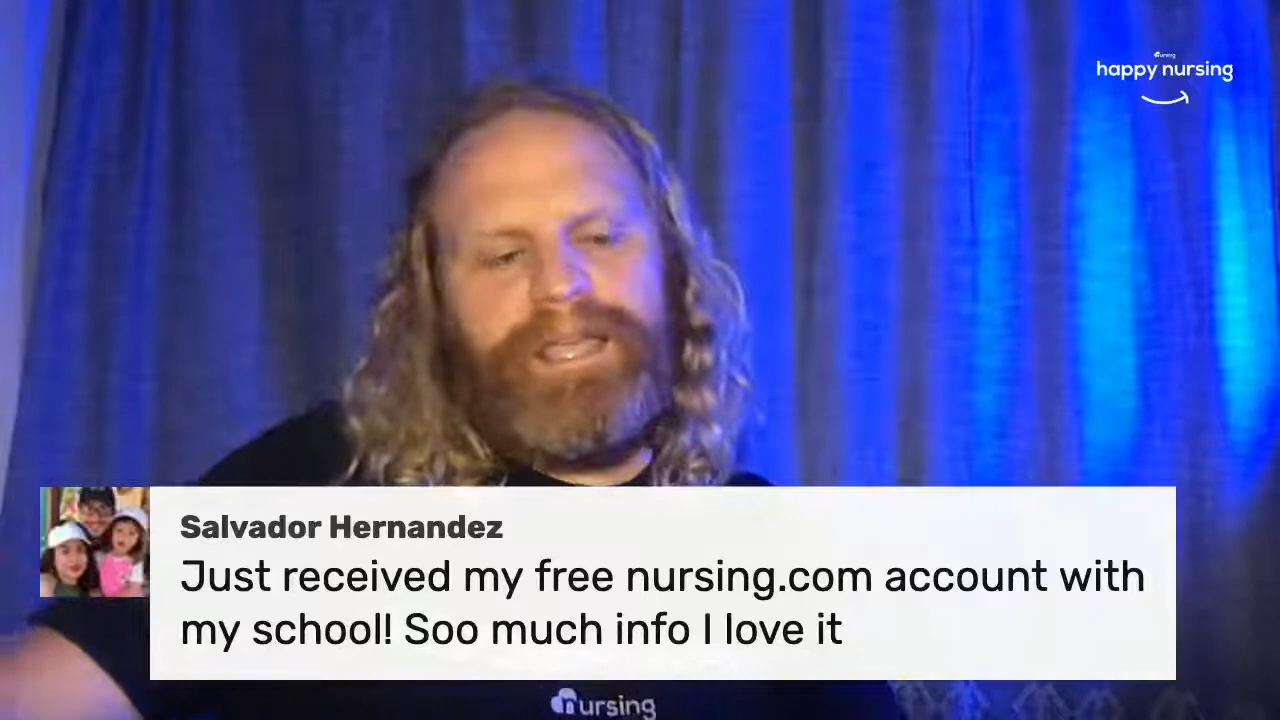 nursing
happy nursing
Salvador Hernandez
Just received my free nursing.com account with
my school! Soo much info I love it
nursing